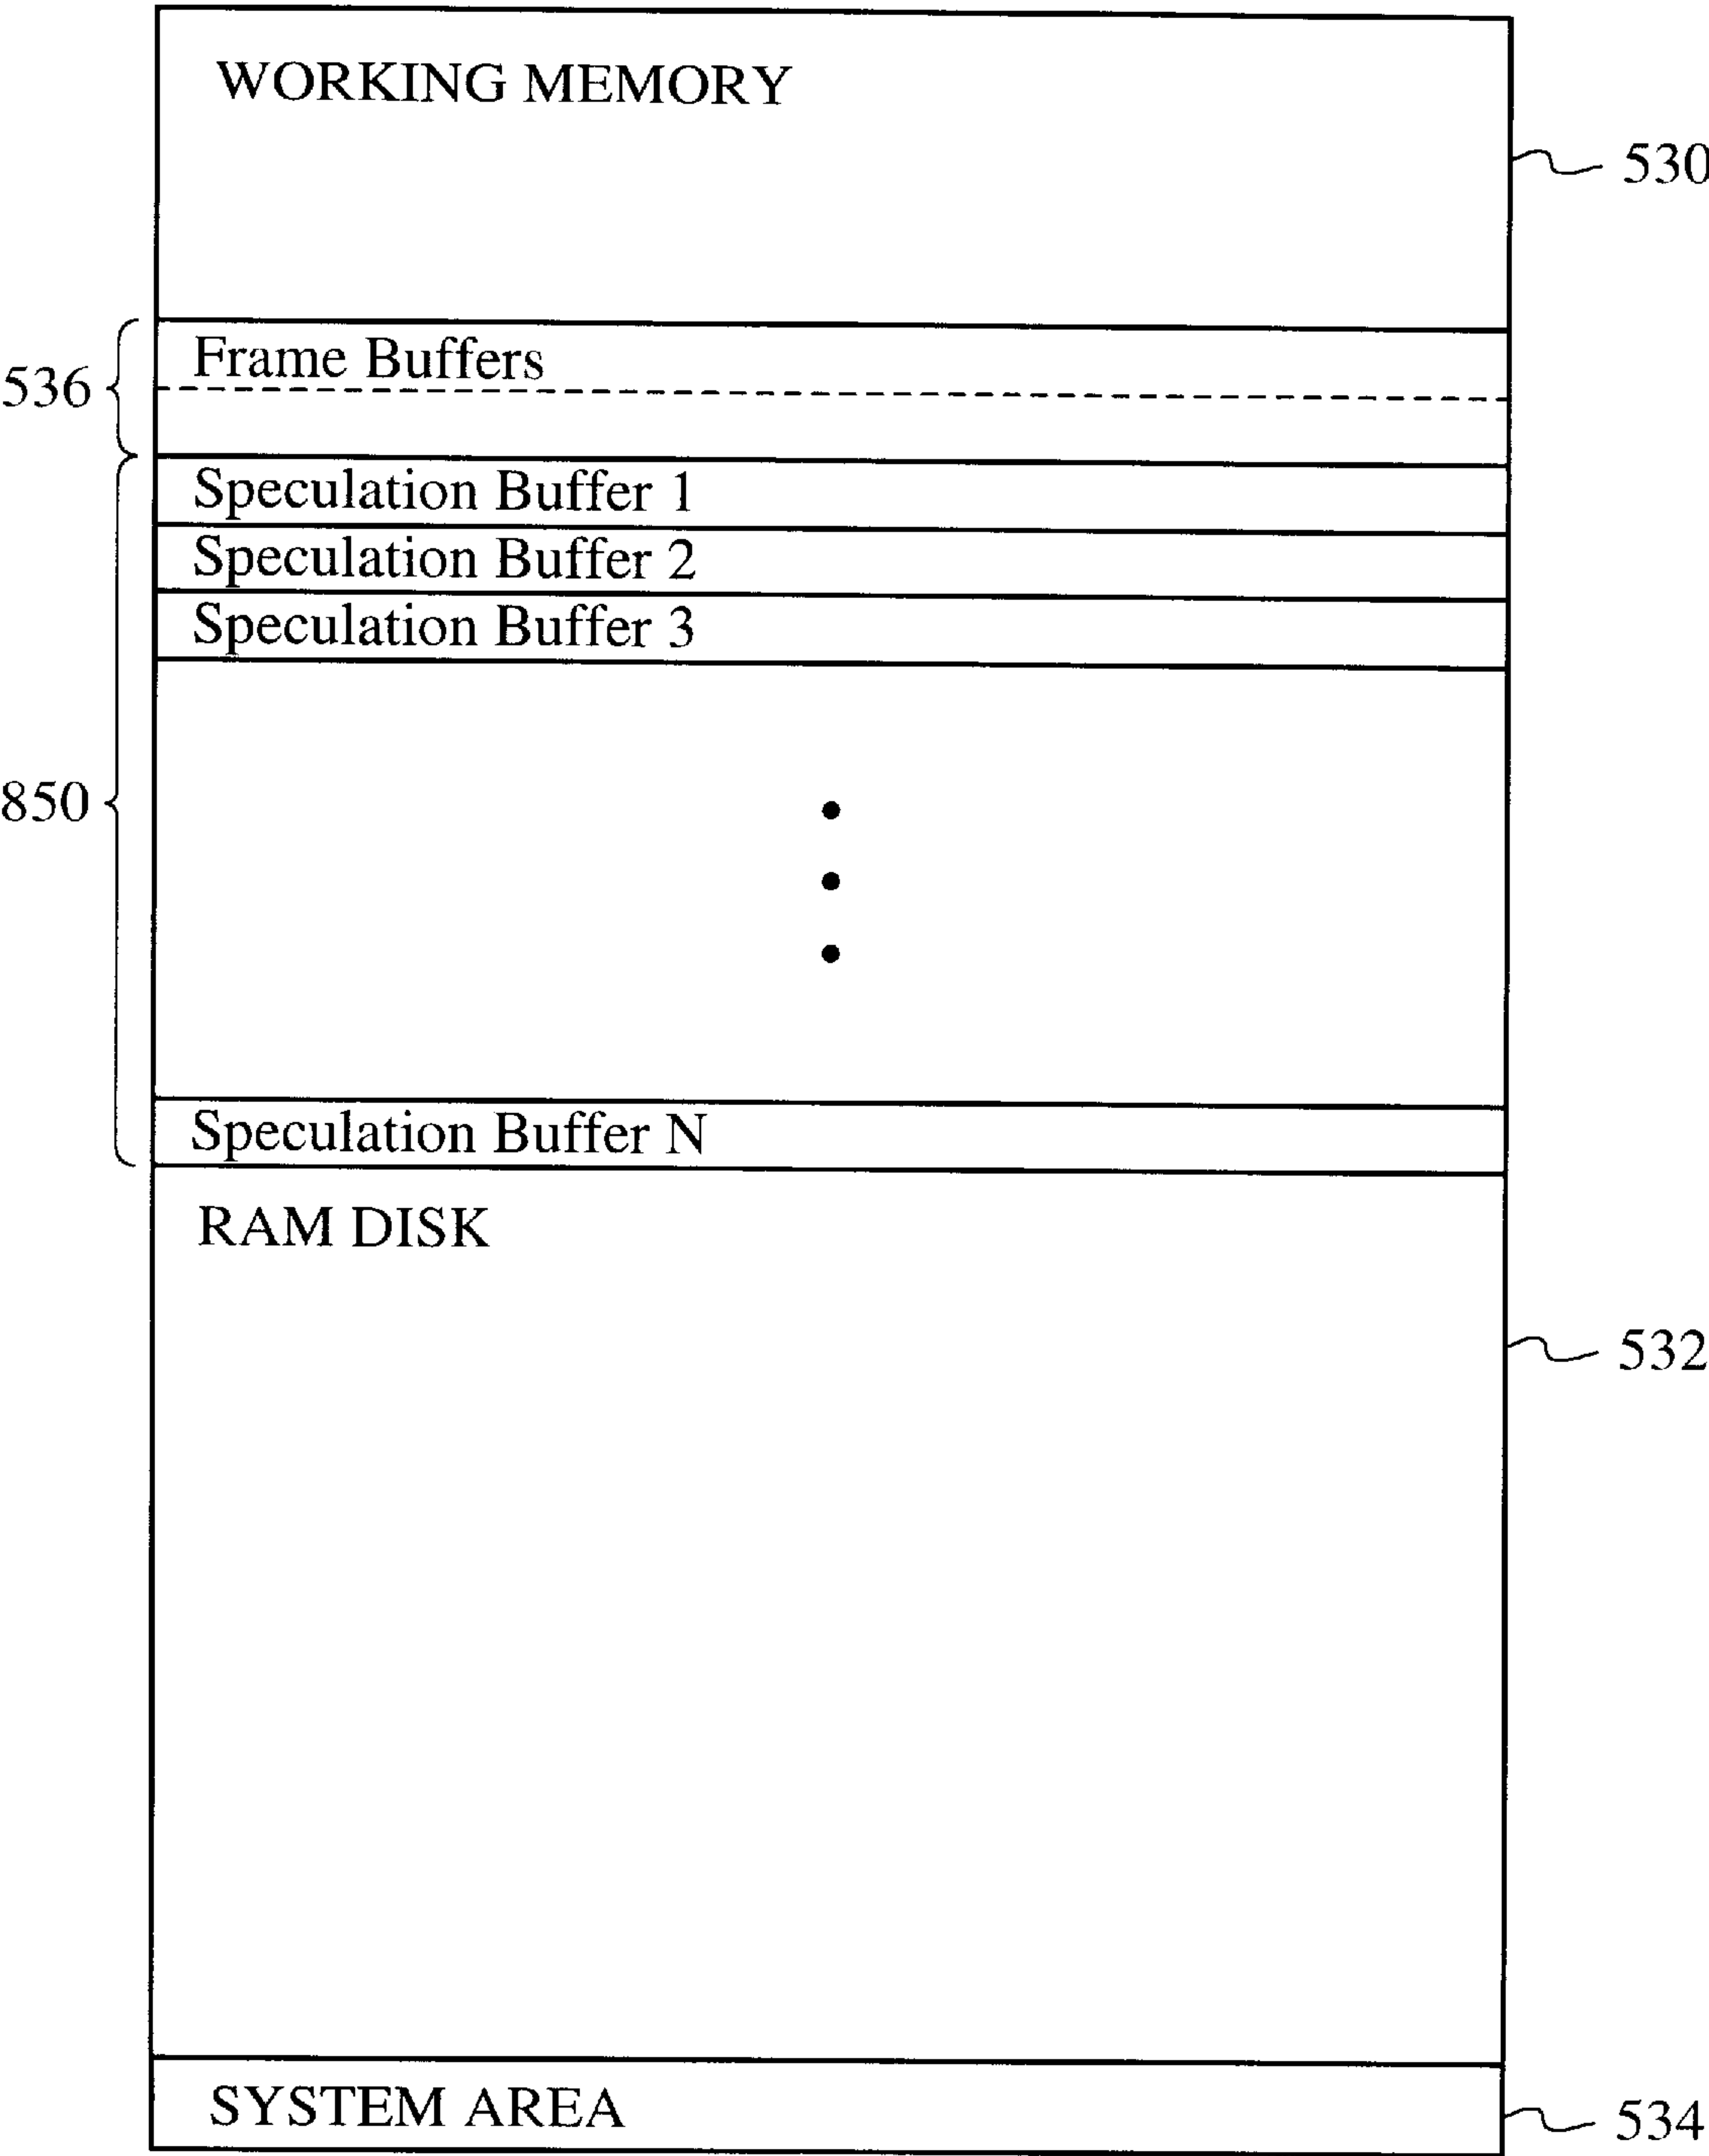 WORKING MEMORY
530
Frame Buffers
536
Speculation Buffer 1
Speculation Buffer 2
Speculation Buffer 3
850
Speculation Buffer N
RAM DISK
532
SYSTEM AREA
534